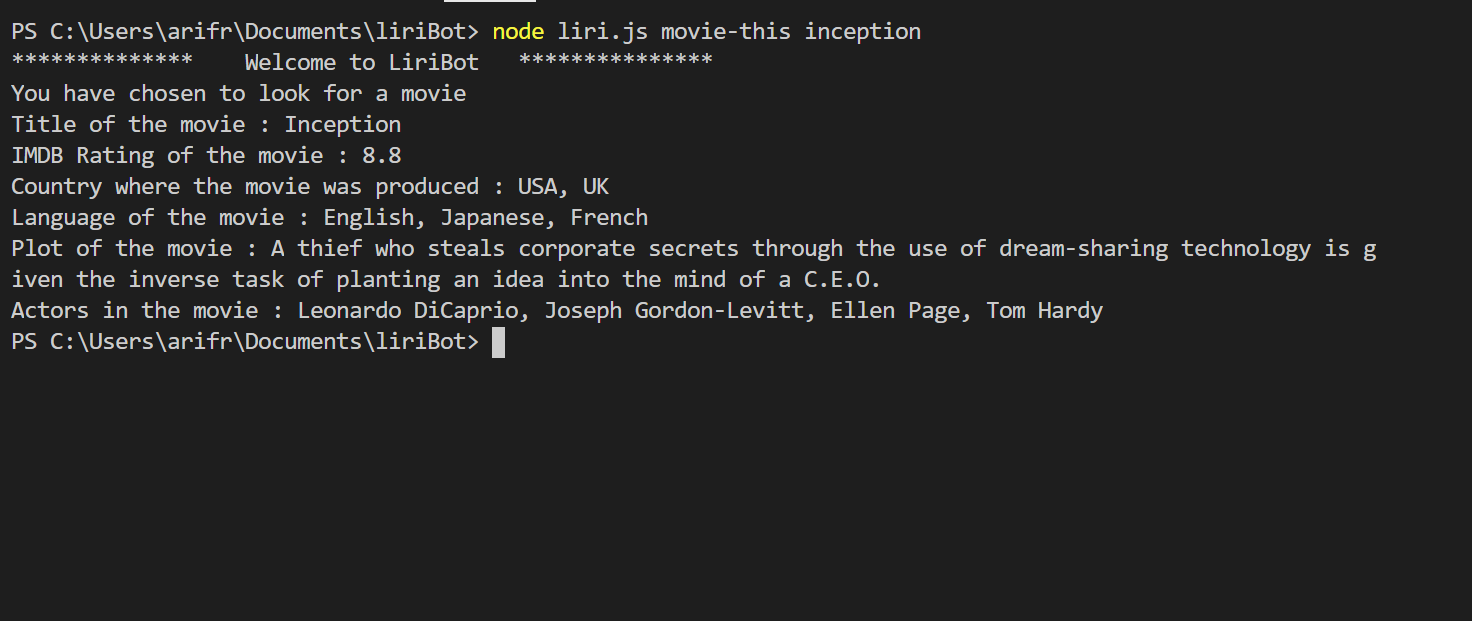 PS C:\Users\arifr\Documents\liriBot> node liri.js movie-this inception
**************    Welcome to LiriBot   ***************
You have chosen to look for a movie
Title of the movie : Inception
IMDB Rating of the movie : 8.8
Country where the movie was produced : USA, UK
Language of the movie : English, Japanese, French
Plot of the movie : A thief who steals corporate secrets through the use of dream-sharing technology is g
iven the inverse task of planting an idea into the mind of a C.E.O.
Actors in the movie : Leonardo DiCaprio, Joseph Gordon-Levitt, Ellen Page, Tom Hardy
PS C:\Users\arifr\Documents\liriBot>